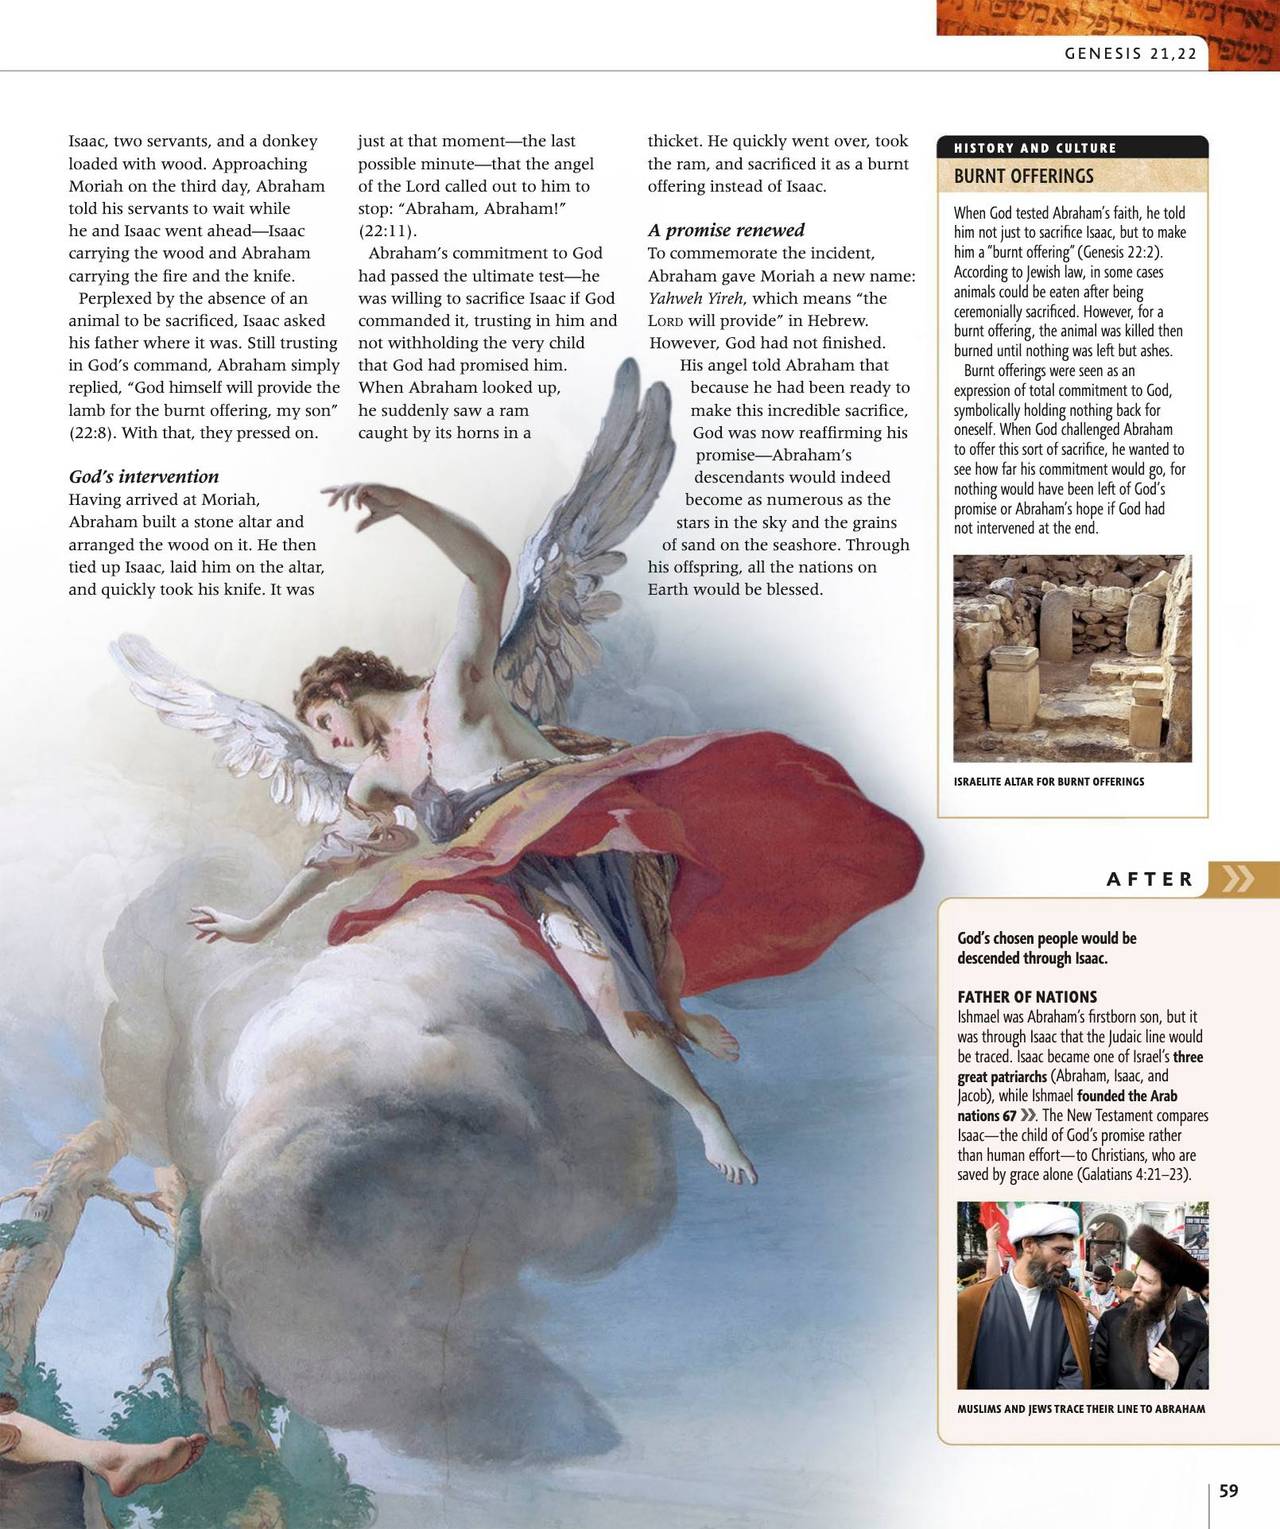 GENESIS 21,22
Isaac, two servants, and a donkey
loaded with wood. Approaching
Moriah on the third day, Abraham
told his servants to wait while
he and Isaac went ahead—Isaac
carrying the wood and Abraham
carrying the fire and the knife.
Perplexed by the absence of an
animal to be sacrificed, Isaac asked
his father where it was. Still trusting
in God's command, Abraham simply
replied, “God himself will provide the
lamb for the burnt offering, my son”
(22:8). With that, they pressed on.
God's intervention
Having arrived at Moriah,
Abraham built a stone altar and
arranged the wood on it. He then
tied up Isaac, laid him on the altar,
and quickly took his knife. It was
just at that moment—the last
possible minute—that the angel
of the Lord called out to him to
stop: “Abraham, Abraham!”
(22:11).
Abraham's commitment to God
had passed the ultimate test—he
was willing to sacrifice Isaac if God
commanded it, trusting in him and
not withholding the very child
that God had promised him.
When Abraham looked up,
he suddenly saw a ram
caught by its horns in a
thicket. He quickly went over, took
the ram, and sacrificed it as a burnt
offering instead of Isaac.
A promise renewed
To commemorate the incident,
Abraham gave Moriah a new name:
Yahweh Yireh, which means “the
LORD will provide” in Hebrew.
However, God had not finished.
His angel told Abraham that
because he had been ready to
make this incredible sacrifice,
God was now reaffirming his
promise—Abraham's
descendants would indeed
become as numerous as the
stars in the sky and the grains
of sand on the seashore. Through
his offspring, all the nations on
Earth would be blessed.
HISTORY AND CULTURE
BURNT OFFERINGS
When God tested Abraham's faith, he told
him not just to sacrifice Isaac, but to make
him a “burnt offering” (Genesis 22:2).
According to Jewish law, in some cases
animals could be eaten after being
ceremonially sacrificed. However, for a
burnt offering, the animal was killed then
burned until nothing was left but ashes.
Burnt offerings were seen as an
expression of total commitment to God,
symbolically holding nothing back for
oneself. When God challenged Abraham
to offer this sort of sacrifice, he wanted to
see how far his commitment would go, for
nothing would have been left of God's
promise or Abraham's hope if God had
not intervened at the end.
ISRAELITE ALTAR FOR BURNT OFFERINGS
AFTER
God's chosen people would be
descended through Isaac.
FATHER OF NATIONS
Ishmael was Abraham's firstborn son, but it
was through Isaac that the Judaic line would
be traced. Isaac became one of Israel's three
great patriarchs (Abraham, Isaac, and
Jacob), while Ishmael founded the Arab
nations 67 ». The New Testament compares
Isaac—the child of God's promise rather
than human effort—to Christians, who are
saved by grace alone (Galatians 4:21–23).
MUSLIMS AND JEWS TRACE THEIR LINE TO ABRAHAM
59